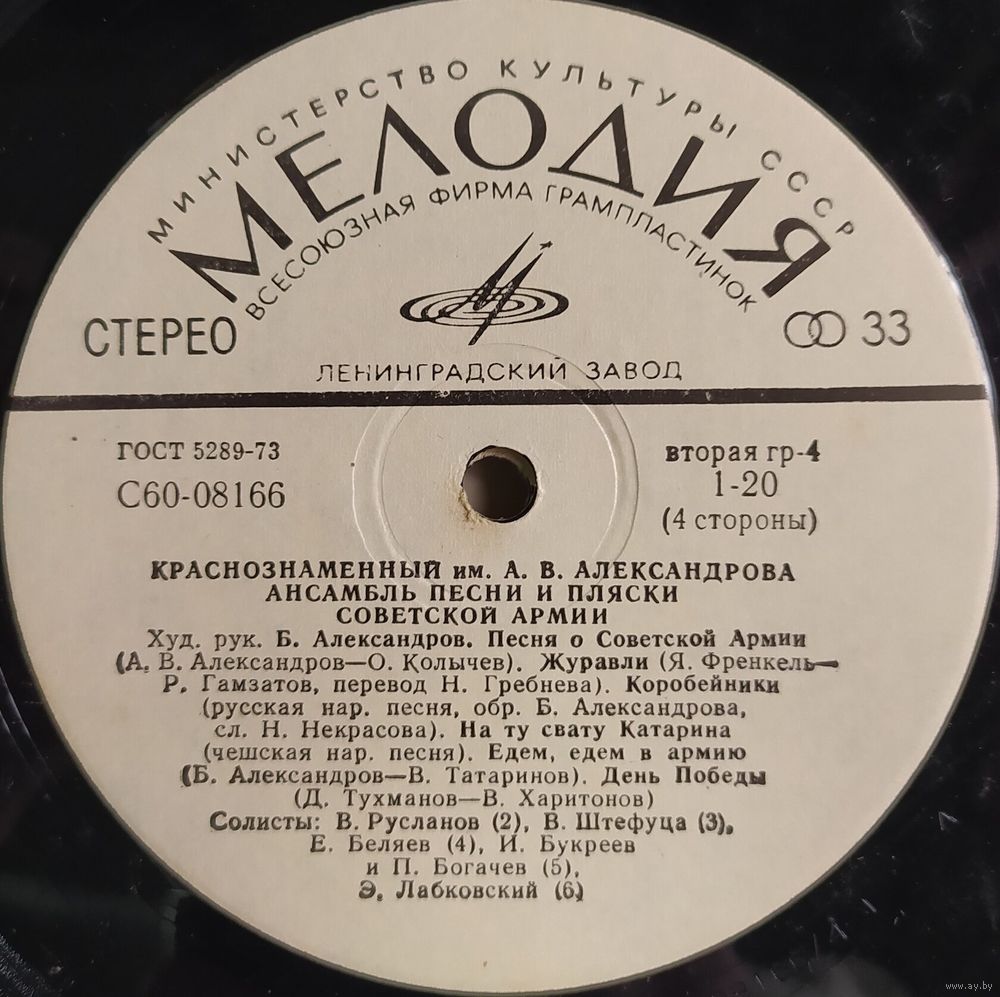 МИНИСТЕРСТВО КУЛЬТУРЫ СССР
МЕЛОДИЯ
ВСЕСОЮЗНАЯ ФИРМА ГРАМПЛАСТИНОК
СТЕРЕО
33
ЛЕНИНГРАДСКИЙ ЗАВОД
ГОСТ 5289-73
вторая гр-4
С60-08166
1-20
(4 стороны)
КРАСНОЗНАМЕННЫЙ им. А. В. АЛЕКСАНДРОВА
АНСАМБЛЬ ПЕСНИ И ПЛЯСКИ
СОВЕТСКОЙ АРМИИ
Худ. рук. Б. Александров. Песня о Советской Армии
(А. В. Александров—О. Колычев). Журавли (Я. Френкель—
Р. Гамзатов, перевод Н. Гребнева). Коробейники
(русская нар. песня, обр. Б. Александрова,
сл. Н. Некрасова). На ту свату Катарина
(чешская нар. песня). Едем, едем в армию
(Б. Александров—В. Татаринов). День Победы
(Д. Тухманов—В. Харитонов)
Солисты: В. Русланов (2), В. Штефуца (3),
Е. Беляев (4), И. Букреев
и П. Богачев (5),
Э. Лабковский (6)
www.ay.by